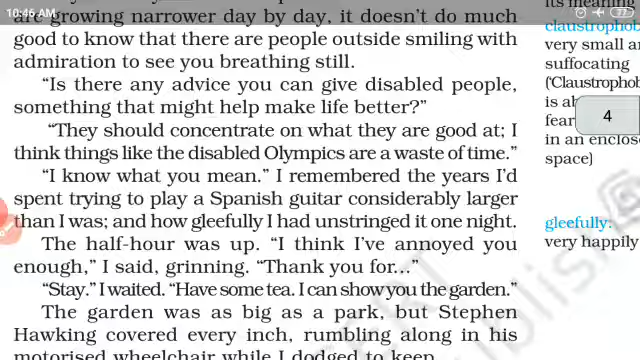 are growing narrower day by day, it doesn't do much
good to know that there are people outside smiling with
admiration to see you breathing still.
"Is there any advice you can give disabled people,
something that might help make life better?"
"They should concentrate on what they are good at; I
think things like the disabled Olympics are a waste of time."
"I know what you mean." I remembered the years I'd
spent trying to play a Spanish guitar considerably larger
than I was; and how gleefully I had unstringed it one night.
The half-hour was up. "I think I've annoyed you
enough," I said, grinning. "Thank you for..."
"Stay." I waited. "Have some tea. I can show you the garden."
The garden was as big as a park, but Stephen
Hawking covered every inch, rumbling along in his
motorised wheelchair while I dodged to keep
10:46 AM
77
its meaning
claustrophob
very small a
suffocating
('Claustrophob
is a
fear
in an enclos
space)
4
gleefully:
very happily